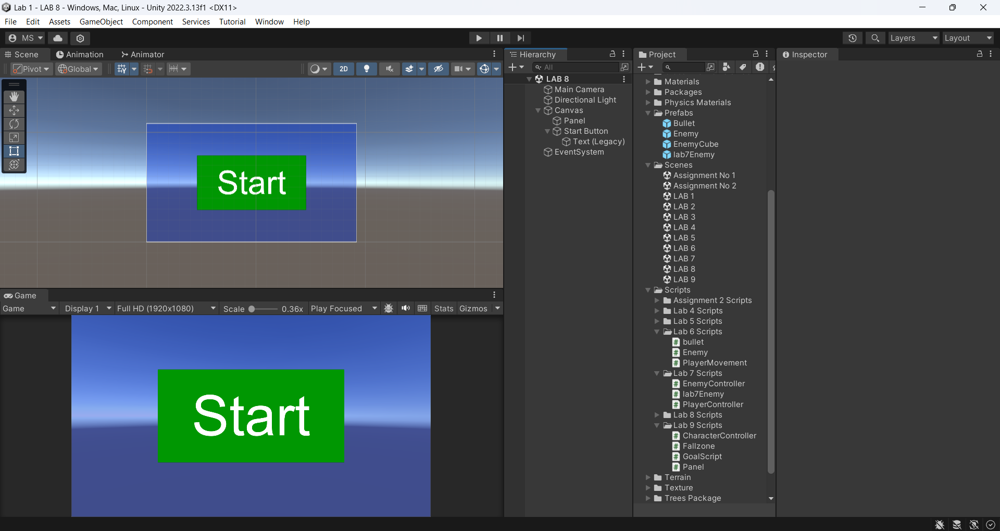 Lab 1 - LAB 8 - Windows, Mac, Linux - Unity 2022.3.13f1 <DX11>
File Edit Assets GameObject Component Services Tutorial Window Help
MS
Layers Layout
Scene Animation Animator
Hierarchy
Project
Inspector
Pivot Global 2D
All
LAB 8
Main Camera
Directional Light
Canvas
Panel
Start Button
Text (Legacy)
EventSystem
Materials
Packages
Physics Materials
Prefabs
Bullet
Enemy
EnemyCube
lab7Enemy
Scenes
Assignment No 1
Assignment No 2
LAB 1
LAB 2
LAB 3
LAB 4
LAB 5
LAB 6
LAB 7
LAB 8
LAB 9
Scripts
Assignment 2 Scripts
Lab 4 Scripts
Lab 5 Scripts
Lab 6 Scripts
bullet
Enemy
PlayerMovement
Lab 7 Scripts
EnemyController
lab7Enemy
PlayerController
Lab 8 Scripts
Lab 9 Scripts
CharacterController
Fallzone
GoalScript
Panel
Terrain
Texture
Trees Package
Start
Game
Game Display 1 Full HD (1920x1080) Scale 0.36x Play Focused Stats Gizmos
Start